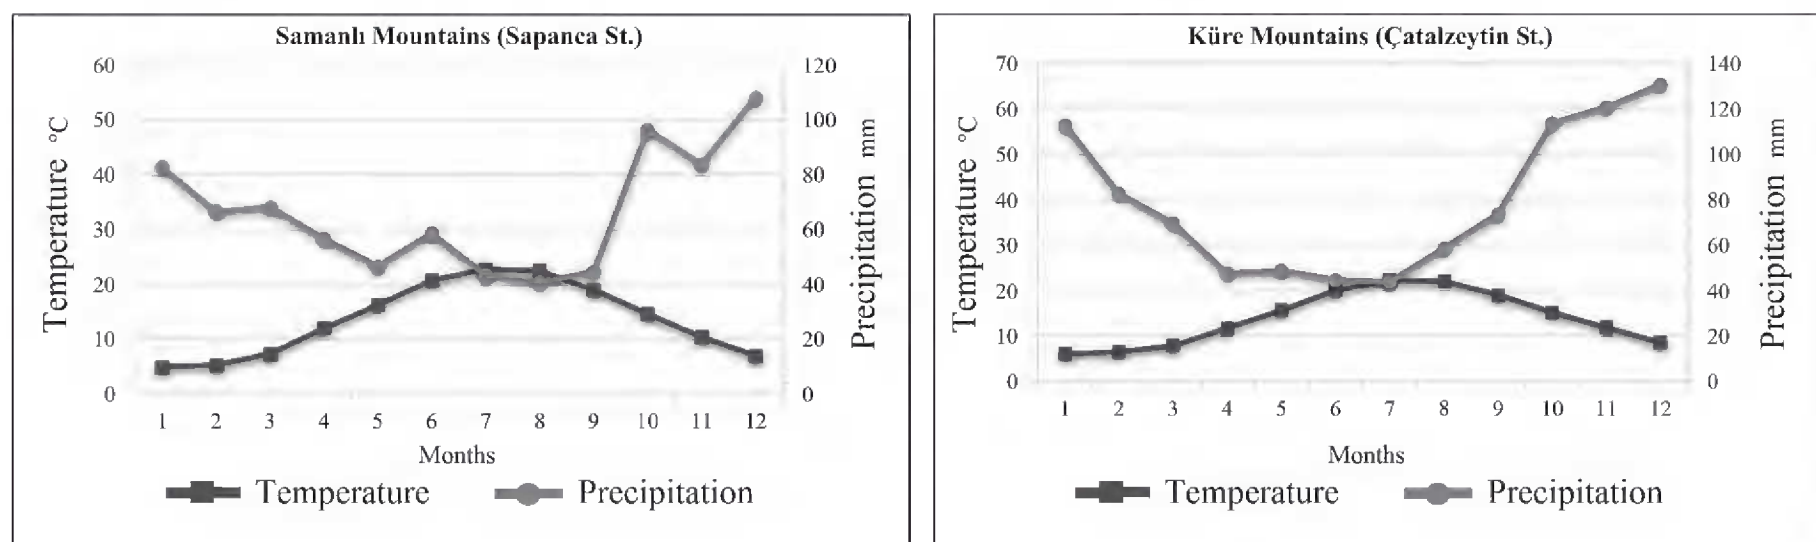 Samanlı Mountains (Sapanca St.)
60
50
40
30
20
10
0
Temperature °C
120
100
80
60
40
20
0
Precipitation mm
1 2 3 4 5 6 7 8 9 10 11 12
Months
Temperature Precipitation
Küre Mountains (Çatalzeytin St.)
70
60
50
40
30
20
10
0
Temperature °C
140
120
100
80
60
40
20
0
Precipitation mm
1 2 3 4 5 6 7 8 9 10 11 12
Months
Temperature Precipitation